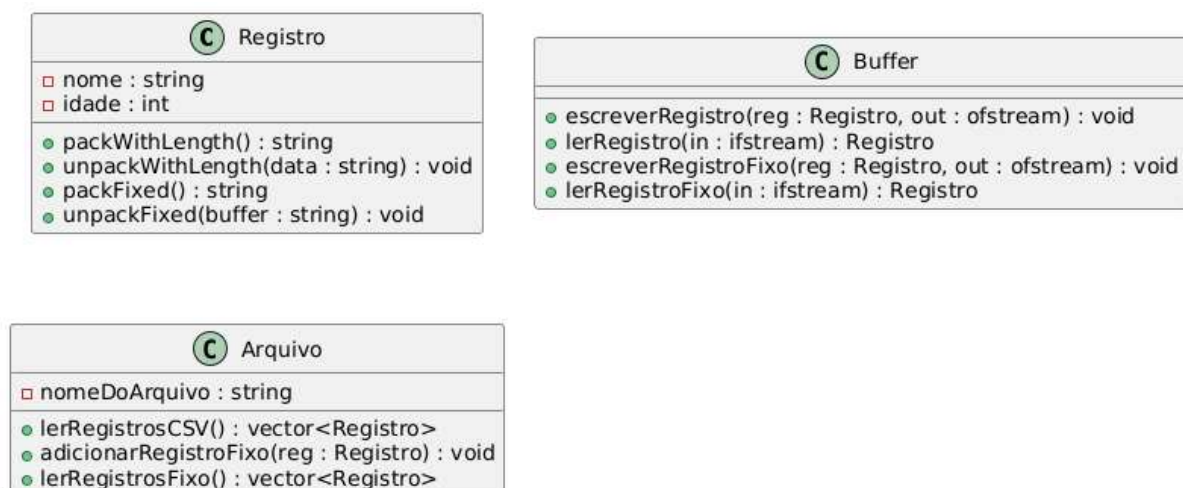 C Registro
nome : string
idade : int
packWithLength() : string
unpackWithLength(data : string) : void
packFixed() : string
unpackFixed(buffer : string) : void
C Buffer
escreverRegistro(reg : Registro, out : ofstream) : void
lerRegistro(in : ifstream) : Registro
escreverRegistroFixo(reg : Registro, out : ofstream) : void
lerRegistroFixo(in : ifstream) : Registro
C Arquivo
nomeDoArquivo : string
lerRegistrosCSV() : vector<Registro>
adicionarRegistroFixo(reg : Registro) : void
lerRegistrosFixo() : vector<Registro>